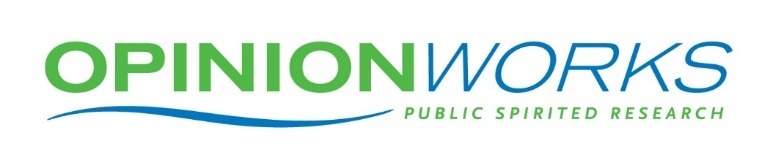 OPINIONWORKS
PUBLIC SPIRITED RESEARCH